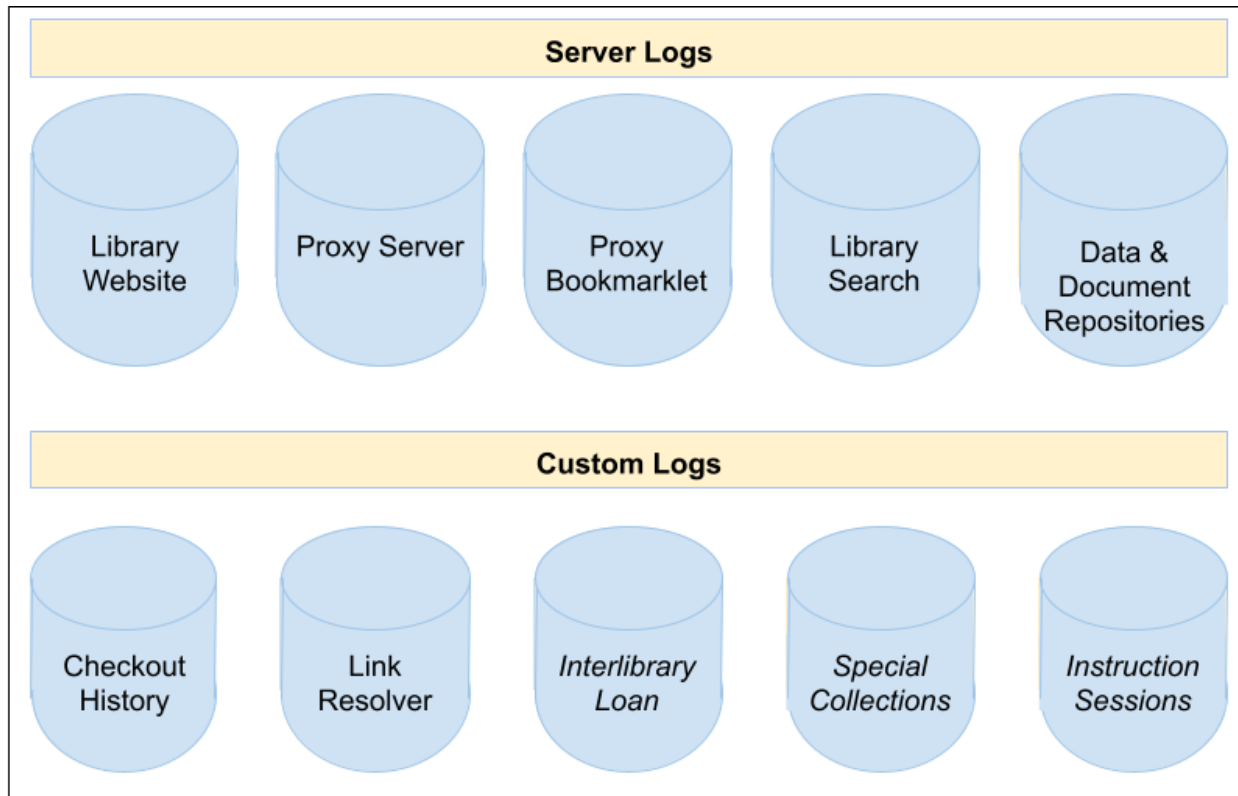 Server Logs
Library
Website
Proxy Server
Proxy
Bookmarklet
Library
Search
Data &
Document
Repositories
Custom Logs
Checkout
History
Link
Resolver
Interlibrary
Loan
Special
Collections
Instruction
Sessions